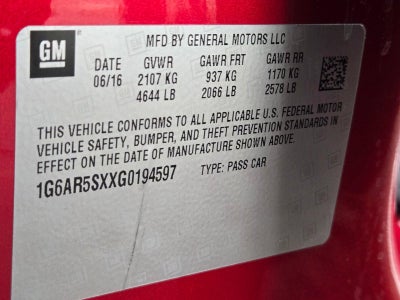 GM
MFD BY GENERAL MOTORS LLC
DATE GVWR GAWR FRT GAWR RR
06/16 2107 KG 937 KG 1170 KG
4644 LB 2066 LB 2578 LB
THIS VEHICLE CONFORMS TO ALL APPLICABLE U.S. FEDERAL MOTOR
VEHICLE SAFETY, BUMPER, AND THEFT PREVENTION STANDARDS IN
EFFECT ON THE DATE OF MANUFACTURE SHOWN ABOVE.
1G6AR5SXXG0194597 TYPE: PASS CAR